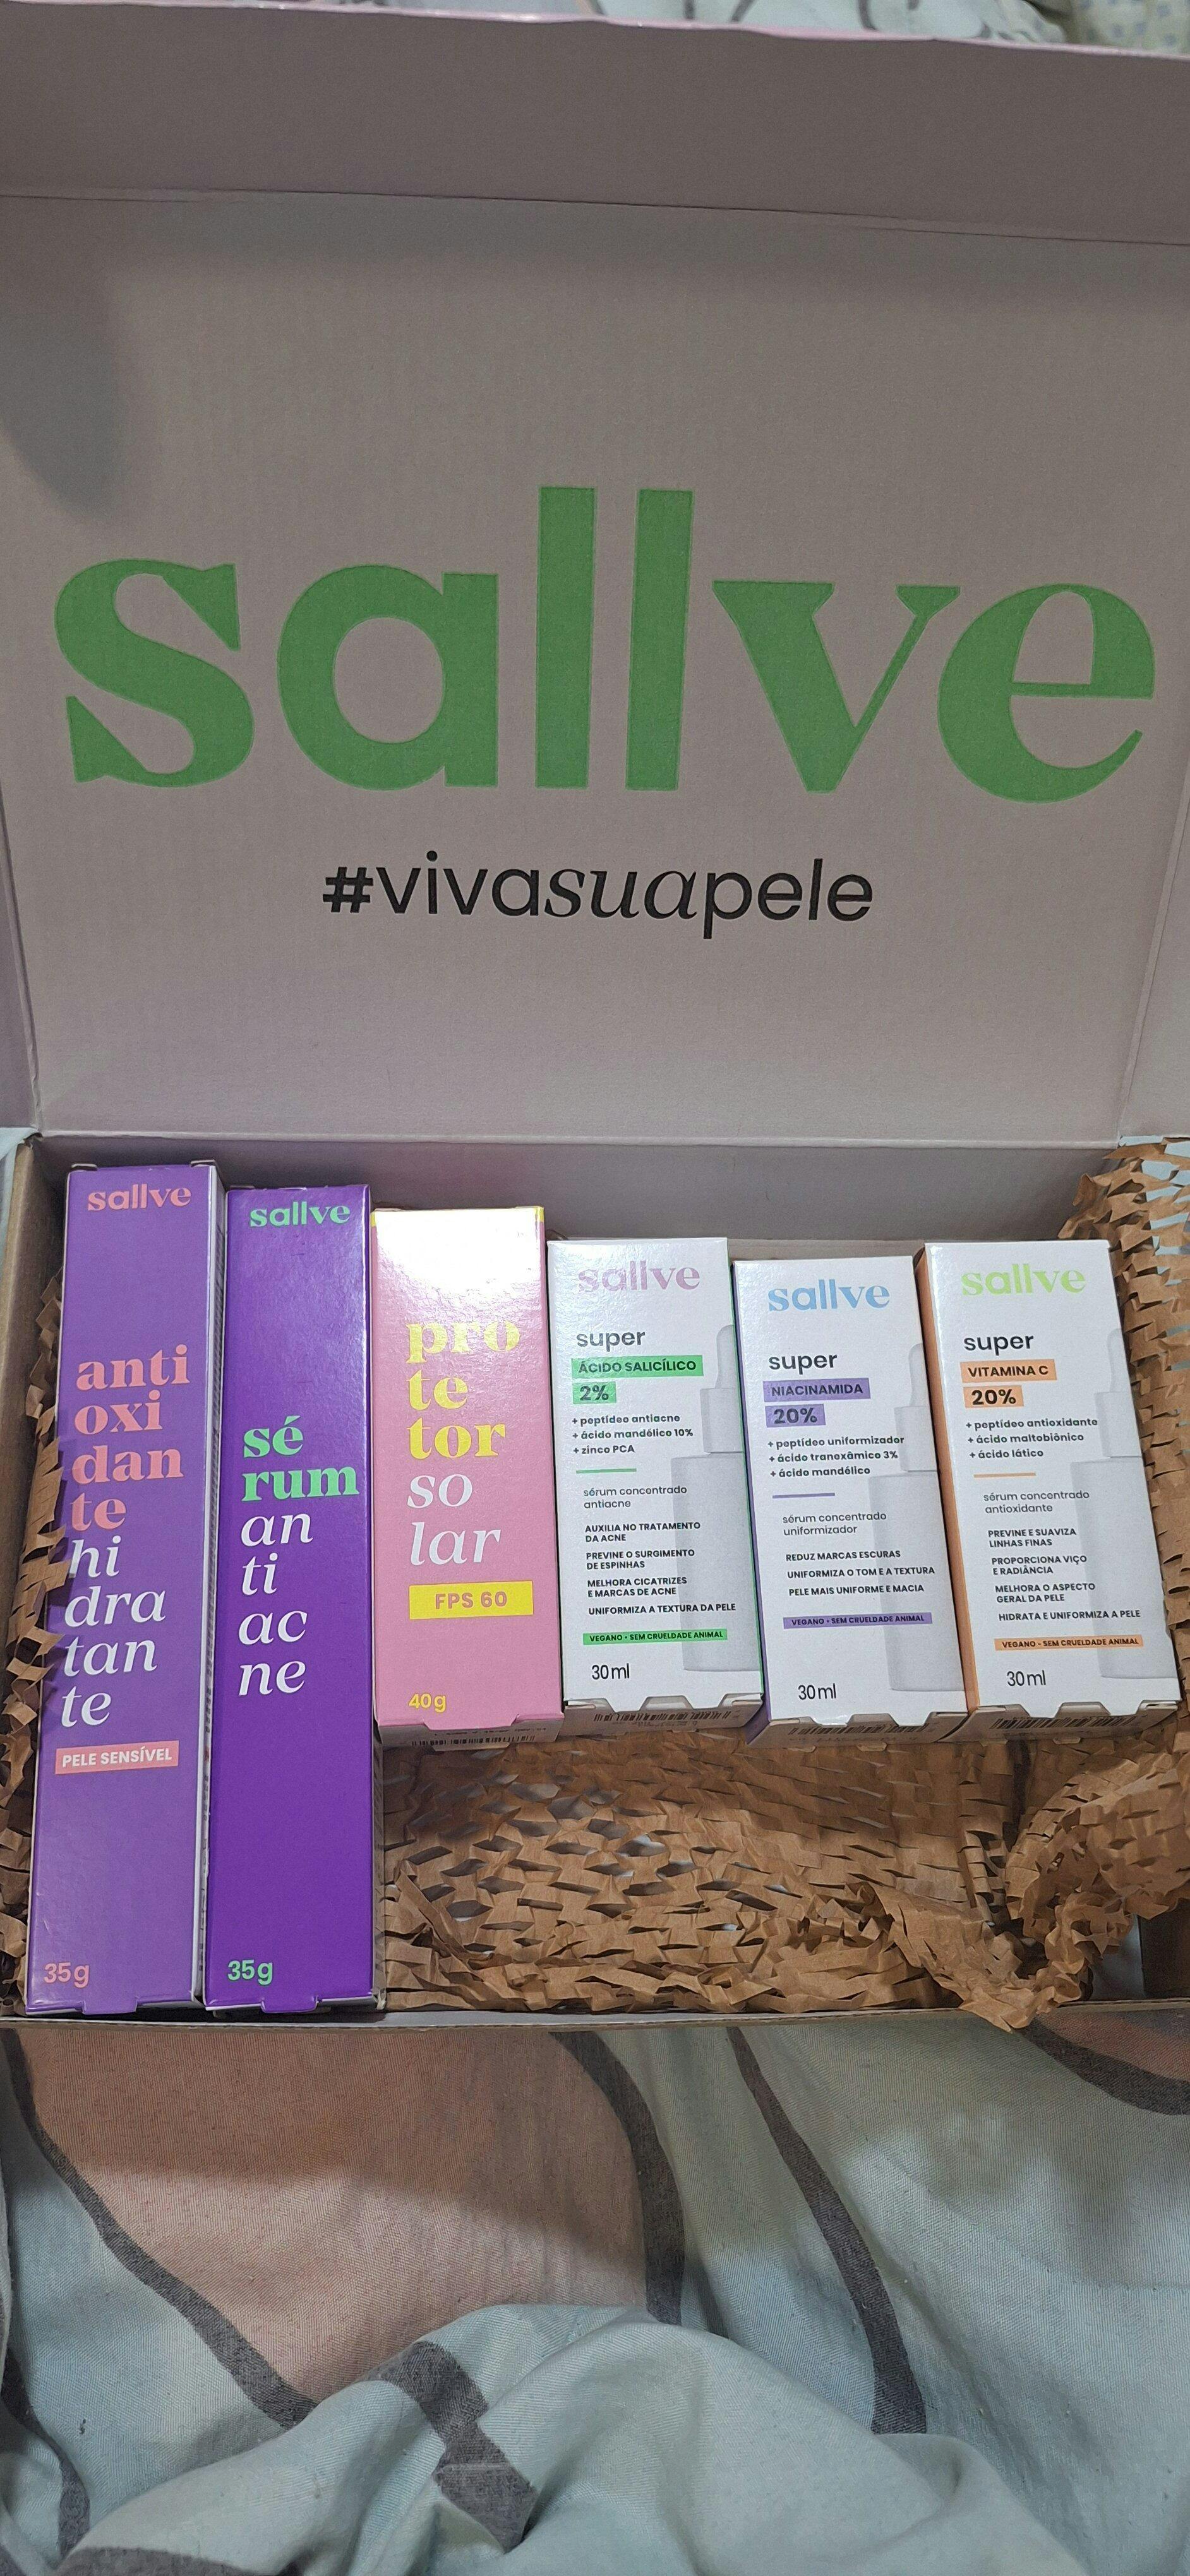 sallve
#vivasuapele
sallve
anti
oxi
dan
te
hi
dra
tan
te
PELE SENSÍVEL
35g
sallve
sé
rum
an
ti
ac
ne
35g
pro
te
tor
so
lar
FPS 60
40g
sallve
super
ÁCIDO SALICÍLICO
2%
+ peptídeo antiacne
+ ácido mandélico 10%
+ zinco PCA
sérum concentrado
antiacne
AUXILIA NO TRATAMENTO
DA ACNE
PREVINE O SURGIMENTO
DE ESPINHAS
MELHORA CICATRIZES
E MARCAS DE ACNE
UNIFORMIZA A TEXTURA DA PELE
VEGANO • SEM CRUELDADE ANIMAL
30ml
sallve
super
NIACINAMIDA
20%
+ peptídeo uniformizador
+ ácido tranexâmico 3%
+ ácido mandélico
sérum concentrado
uniformizador
REDUZ MARCAS ESCURAS
UNIFORMIZA O TOM E A TEXTURA
PELE MAIS UNIFORME E MACIA
VEGANO • SEM CRUELDADE ANIMAL
30ml
sallve
super
VITAMINA C
20%
+ peptídeo antioxidante
+ ácido maltobiônico
+ ácido lático
sérum concentrado
antioxidante
PREVINE E SUAVIZA
LINHAS FINAS
PROPORCIONA VIÇO
E RADIÂNCIA
MELHORA O ASPECTO
GERAL DA PELE
HIDRATA E UNIFORMIZA A PELE
VEGANO • SEM CRUELDADE ANIMAL
30ml